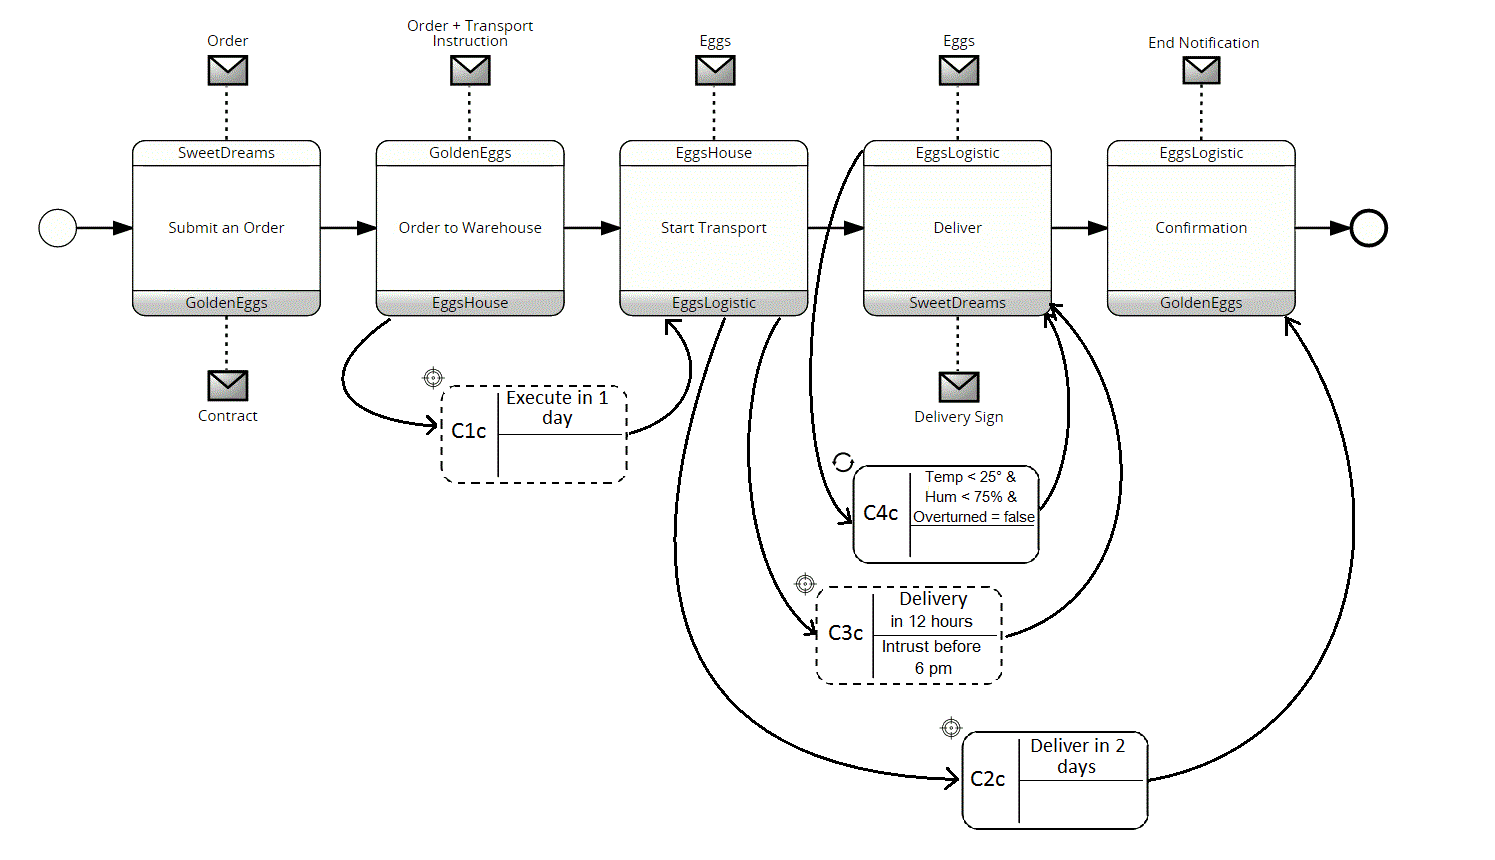 Order
Order + Transport
Instruction
Eggs
Eggs
End Notification
SweetDreams
Submit an Order
GoldenEggs
GoldenEggs
Order to Warehouse
EggsHouse
EggsHouse
Start Transport
EggsLogistic
EggsLogistic
Deliver
SweetDreams
EggsLogistic
Confirmation
GoldenEggs
Contract
Delivery Sign
C1c
Execute in 1
day
C4c
Temp < 25° &
Hum < 75% &
Overturned = false
C3c
Delivery
in 12 hours
Intrust before
6 pm
C2c
Deliver in 2
days